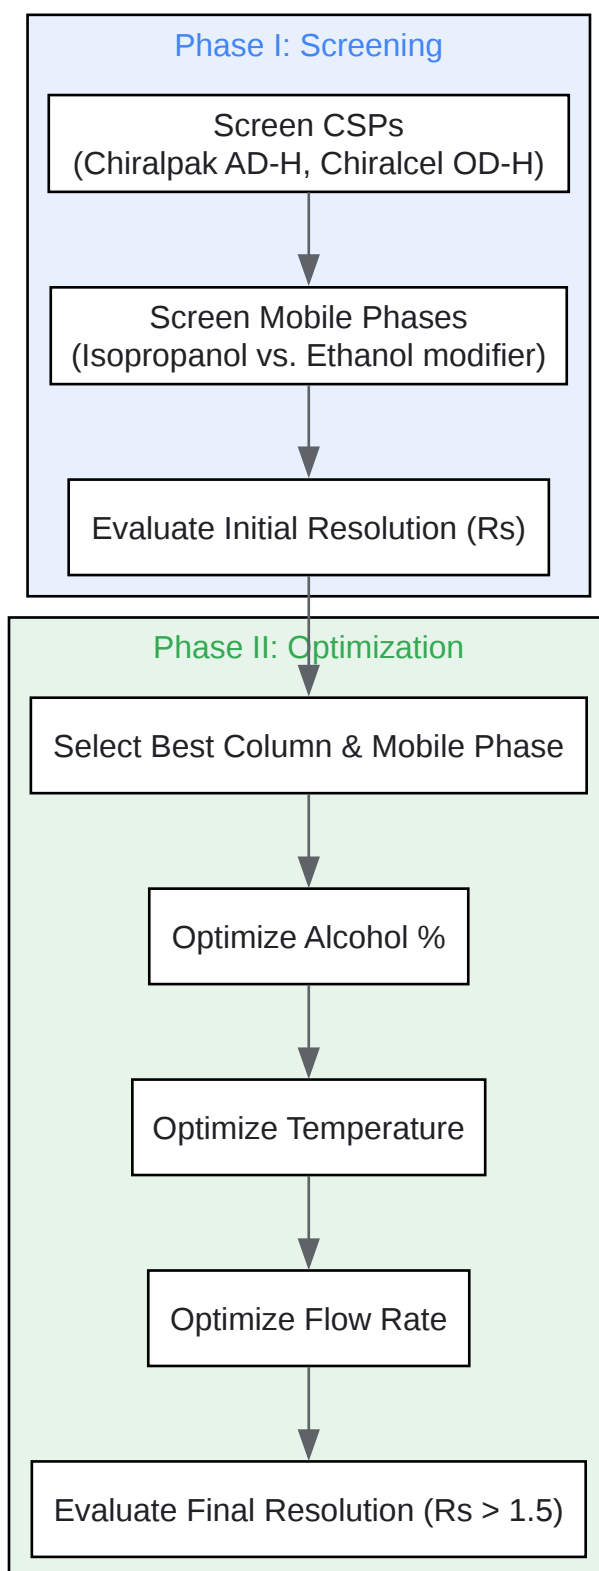 Phase I: Screening
Screen CSPs
(Chiralpak AD-H, Chiralcel OD-H)
Screen Mobile Phases
(Isopropanol vs. Ethanol modifier)
Evaluate Initial Resolution (Rs)
Phase II: Optimization
Select Best Column & Mobile Phase
Optimize Alcohol %
Optimize Temperature
Optimize Flow Rate
Evaluate Final Resolution (Rs > 1.5)